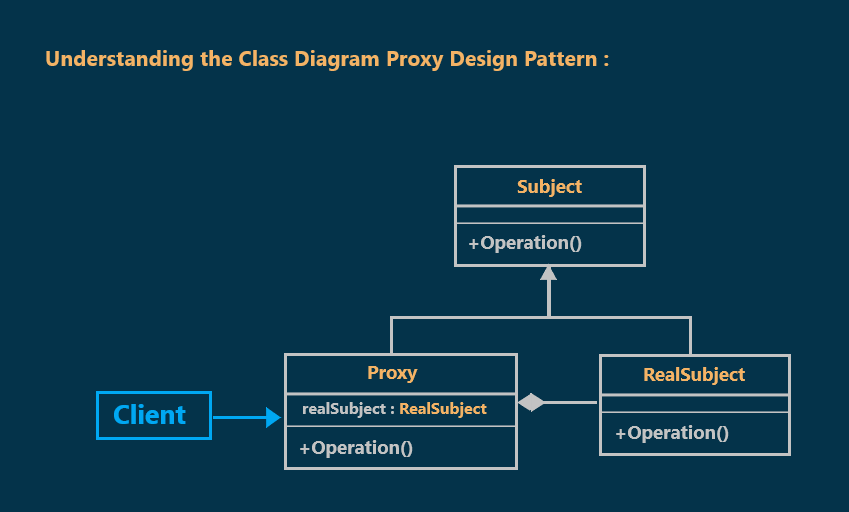 Understanding the Class Diagram Proxy Design Pattern :
Subject
+Operation()
Proxy
realSubject : RealSubject
+Operation()
RealSubject
+Operation()
Client